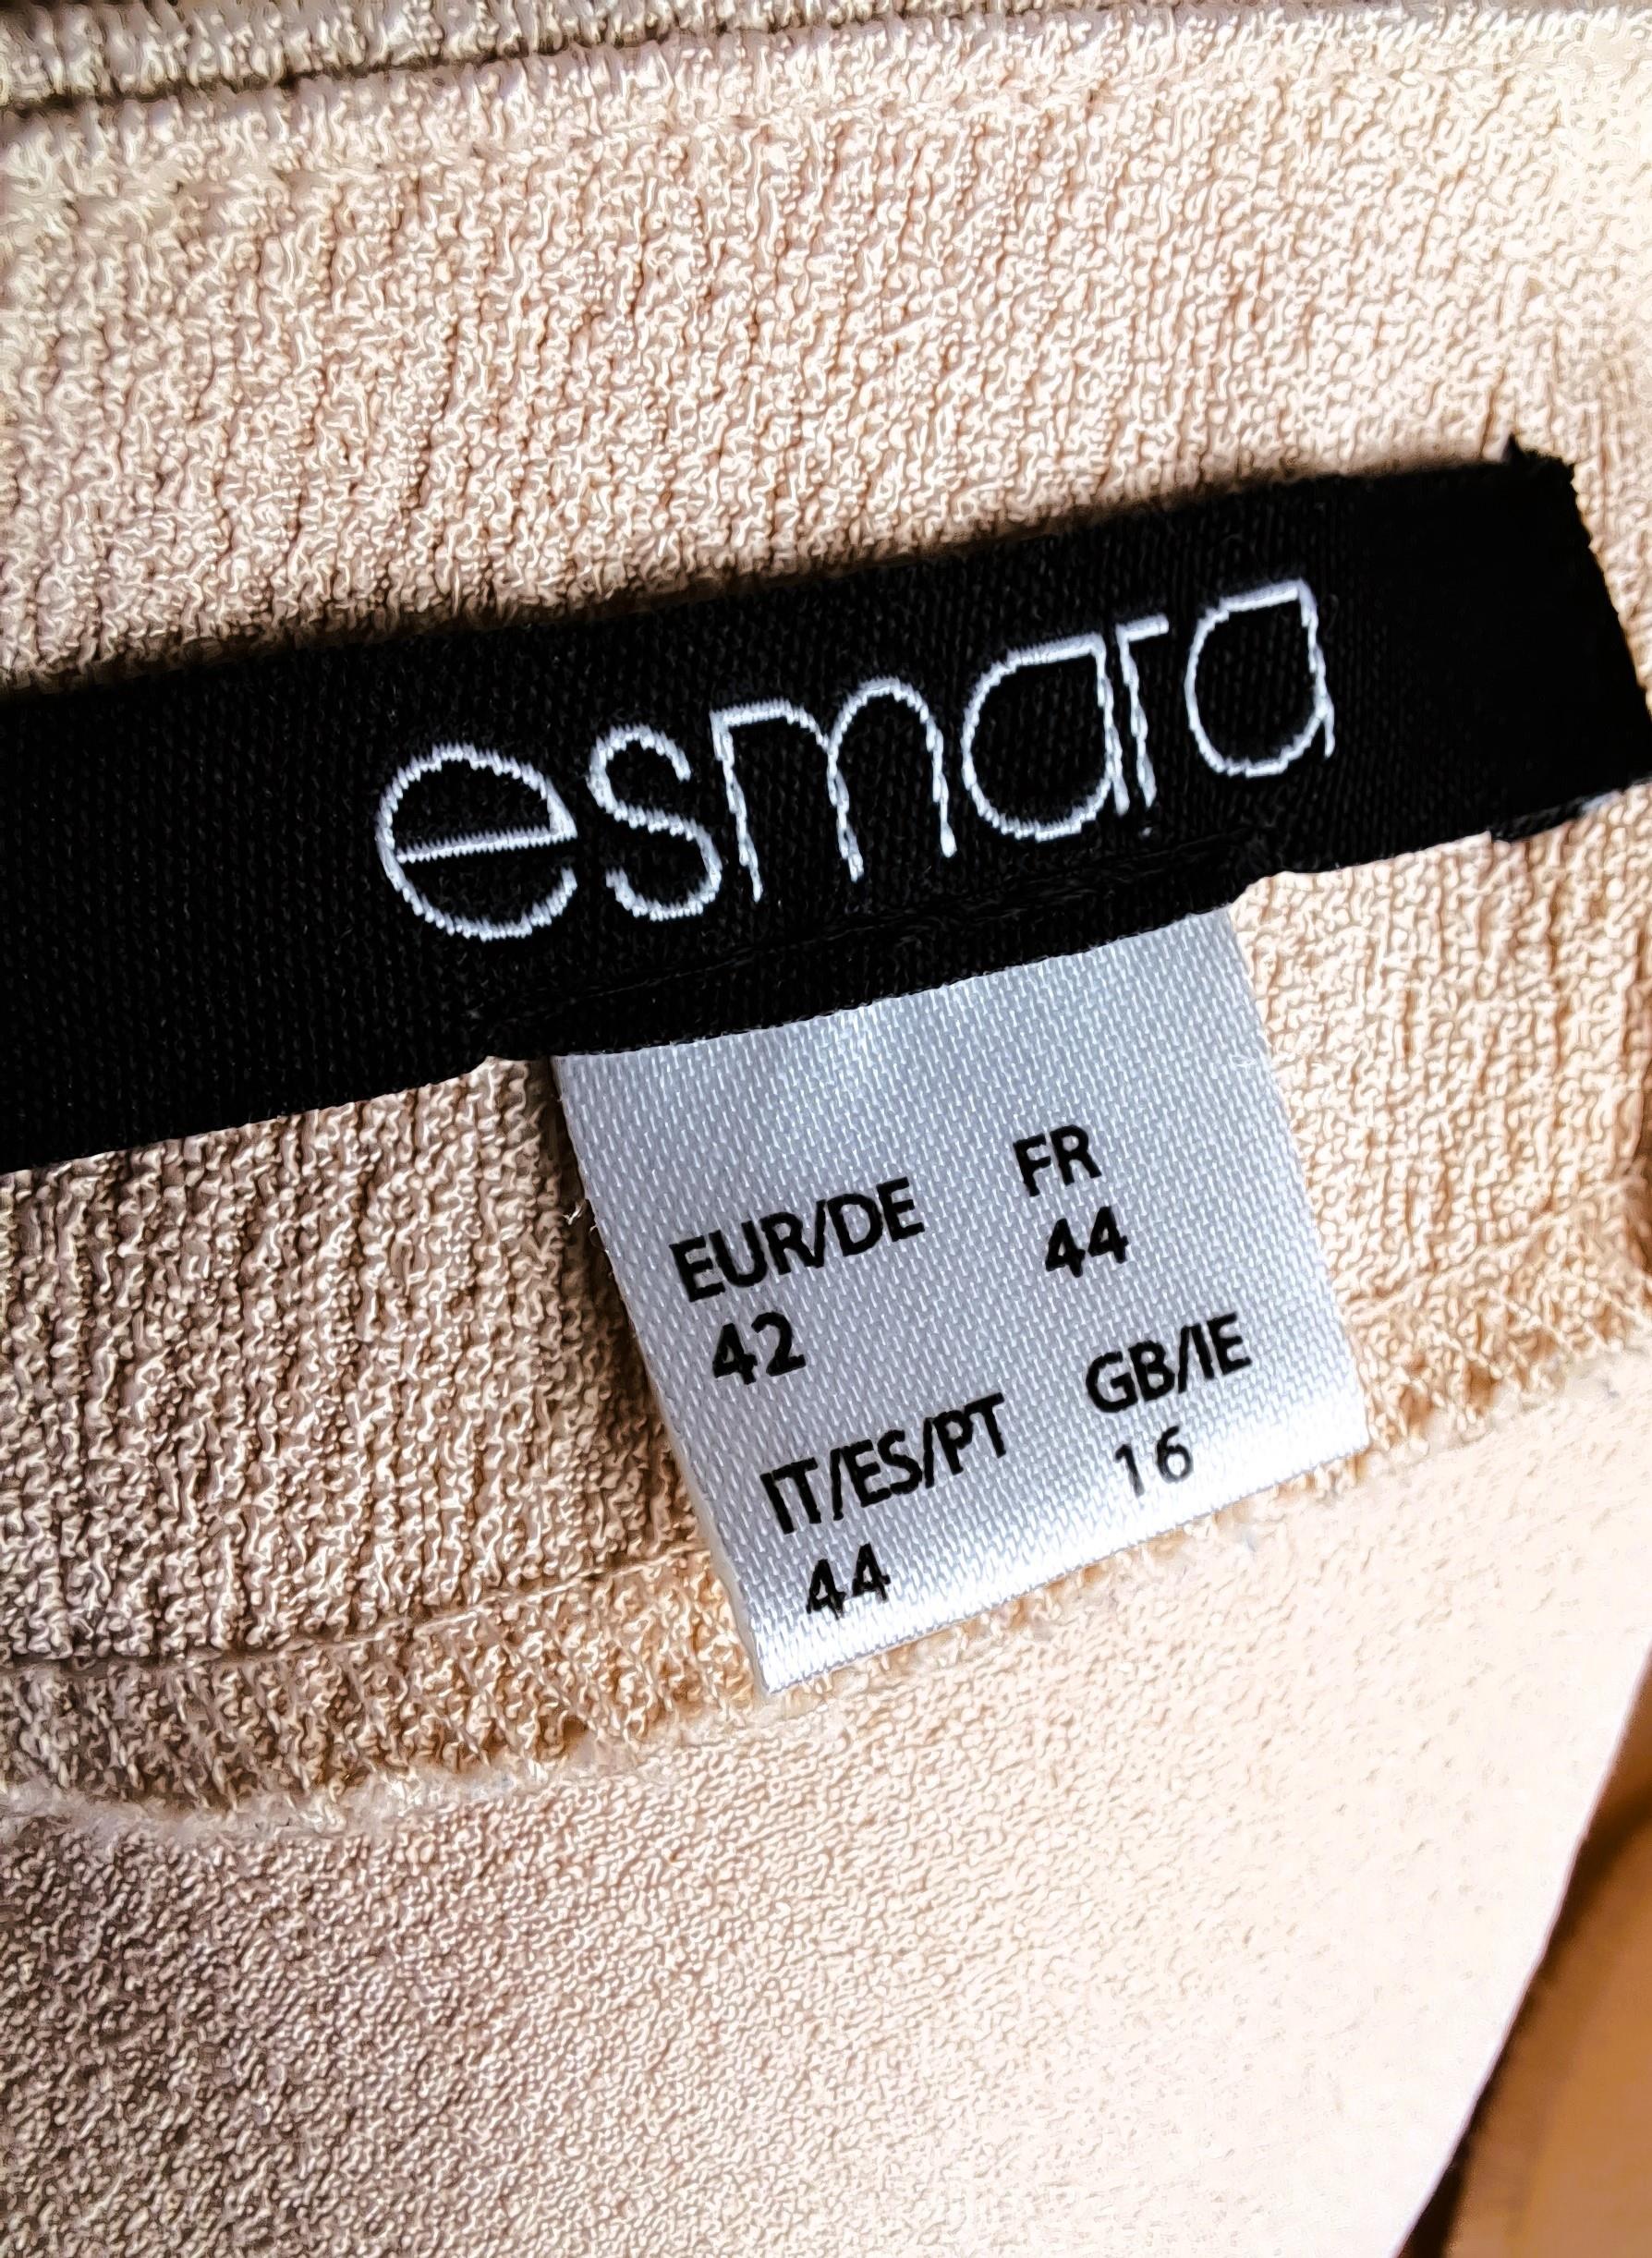 esmara
EUR/DE FR
42 44
IT/ES/PT GB/IE
44 16